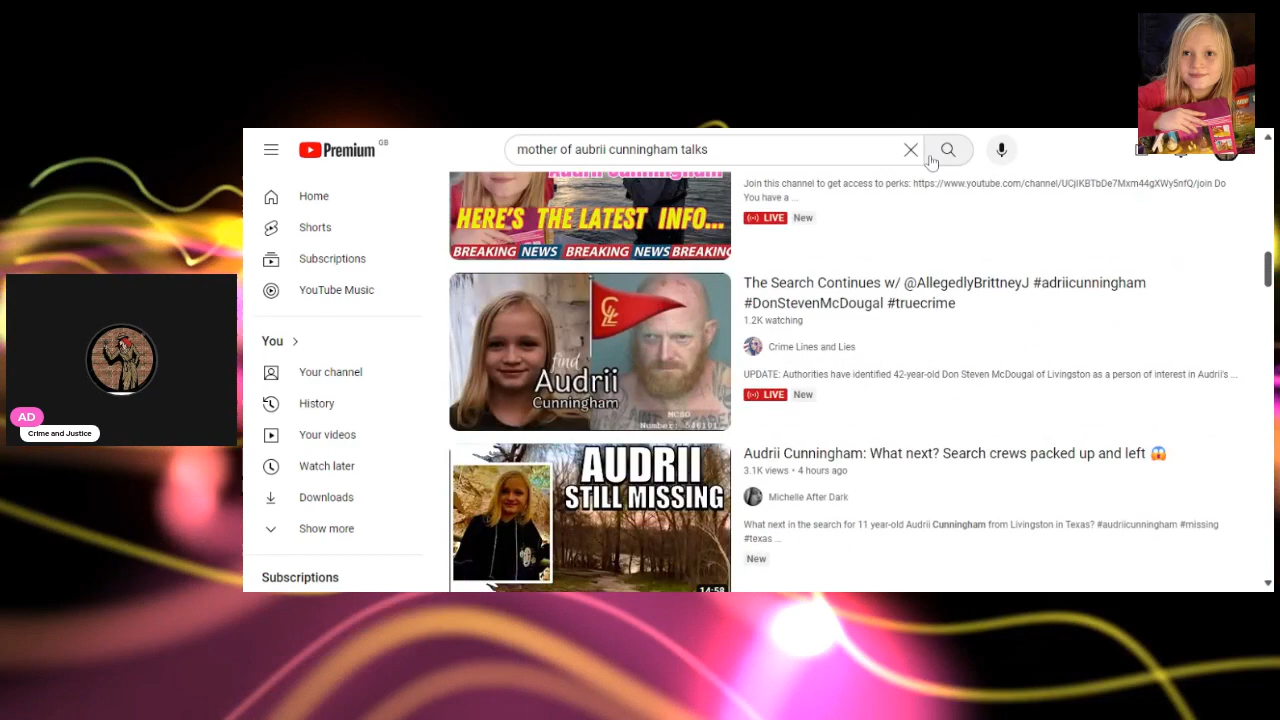 Premium GB
mother of aubrii cunningham talks
Home
Shorts
Subscriptions
YouTube Music
You
Your channel
History
Your videos
Watch later
Downloads
Show more
Subscriptions
AD
Crime and Justice
HERE'S THE LATEST INFO...
BREAKING NEWS BREAKING NEWS BREAKING
Join this channel to get access to perks: https://www.youtube.com/channel/UCjIKBTbDe7Mxm44gXWy5nfQ/join Do
You have a ...
LIVE New
find
Audrii
Cunningham
MCSO
Number: 546101
The Search Continues w/ @AllegedlyBrittneyJ #adriicunningham
#DonStevenMcDougal #truecrime
1.2K watching
Crime Lines and Lies
UPDATE: Authorities have identified 42-year-old Don Steven McDougal of Livingston as a person of interest in Audrii's ...
LIVE New
AUDRII
STILL MISSING
14:58
Audrii Cunningham: What next? Search crews packed up and left 😱
3.1K views • 4 hours ago
Michelle After Dark
What next in the search for 11 year-old Audrii Cunningham from Livingston in Texas? #audriicunningham #missing
#texas ...
New